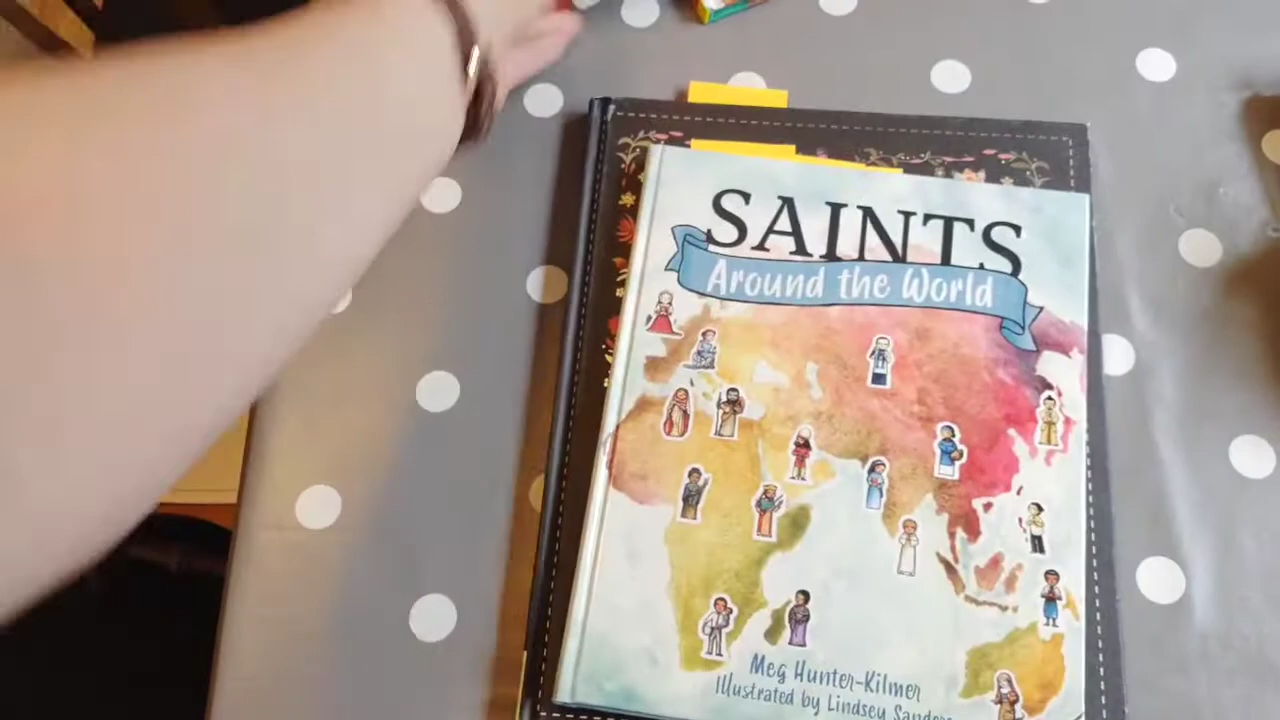 SAINTS
Around the World
Meg Hunter-Kilmer
Illustrated by Lindsey